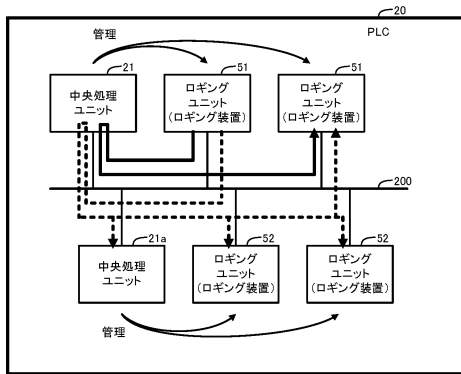 20
PLC
管理
21
中央処理
ユニット
51
ロギング
ユニット
(ロギング装置)
51
ロギング
ユニット
(ロギング装置)
200
21a
中央処理
ユニット
52
ロギング
ユニット
(ロギング装置)
52
ロギング
ユニット
(ロギング装置)
管理